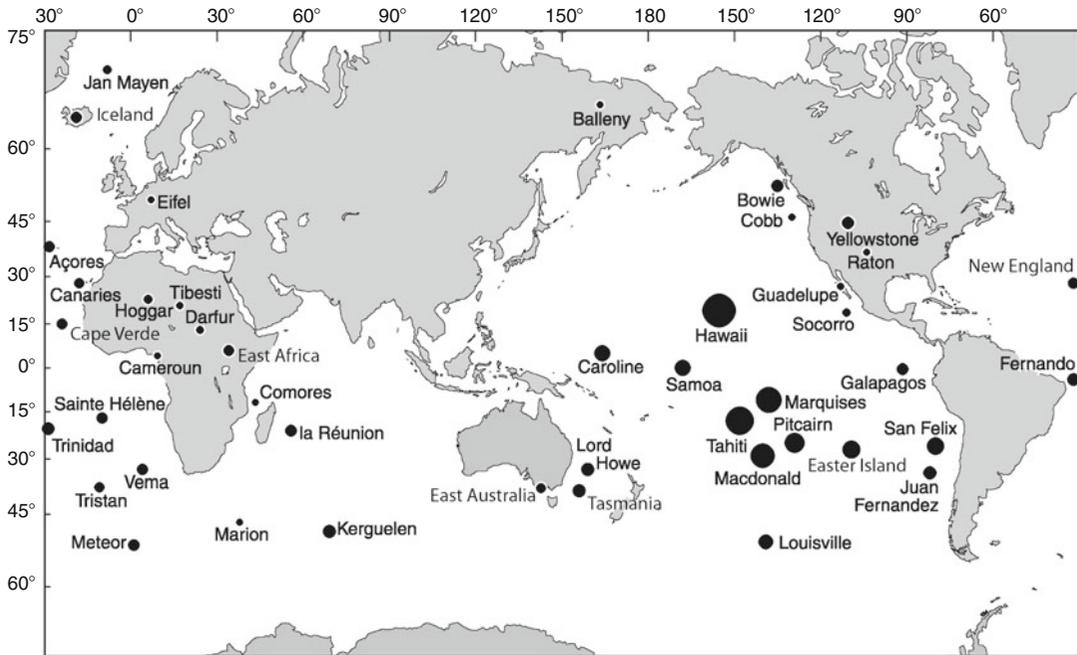 30° 0° 30° 60° 90° 120° 150° 180 150° 120° 90° 60°
75°
Jan Mayen
Iceland
Balleny
60°
Eifel
Bowie
Cobb
45°
Yellowstone
Raton
Açores
New England
30°
Canaries
Tibesti
Guadelupe
Hoggar
Darfur
Socorro
15°
Cape Verde
Hawaii
East Africa
Cameroun
Caroline
Fernando
0°
Samoa
Galapagos
Comores
Sainte Hélène
Marquises
15°
Pitcairn
San Felix
la Réunion
Trinidad
Lord
Howe
Tahiti
30°
Easter Island
Vema
Macdonald
Juan
Fernandez
East Australia
Tasmania
Tristan
45°
Marion
Kerguelen
Meteor
Louisville
60°